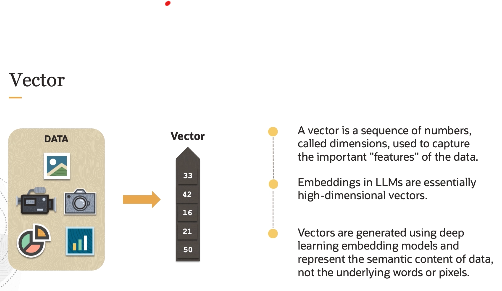 Vector
DATA
Vector
33
42
16
21
50
A vector is a sequence of numbers,
called dimensions, used to capture
the important "features" of the data.
Embeddings in LLMs are essentially
high-dimensional vectors.
Vectors are generated using deep
learning embedding models and
represent the semantic content of data,
not the underlying words or pixels.